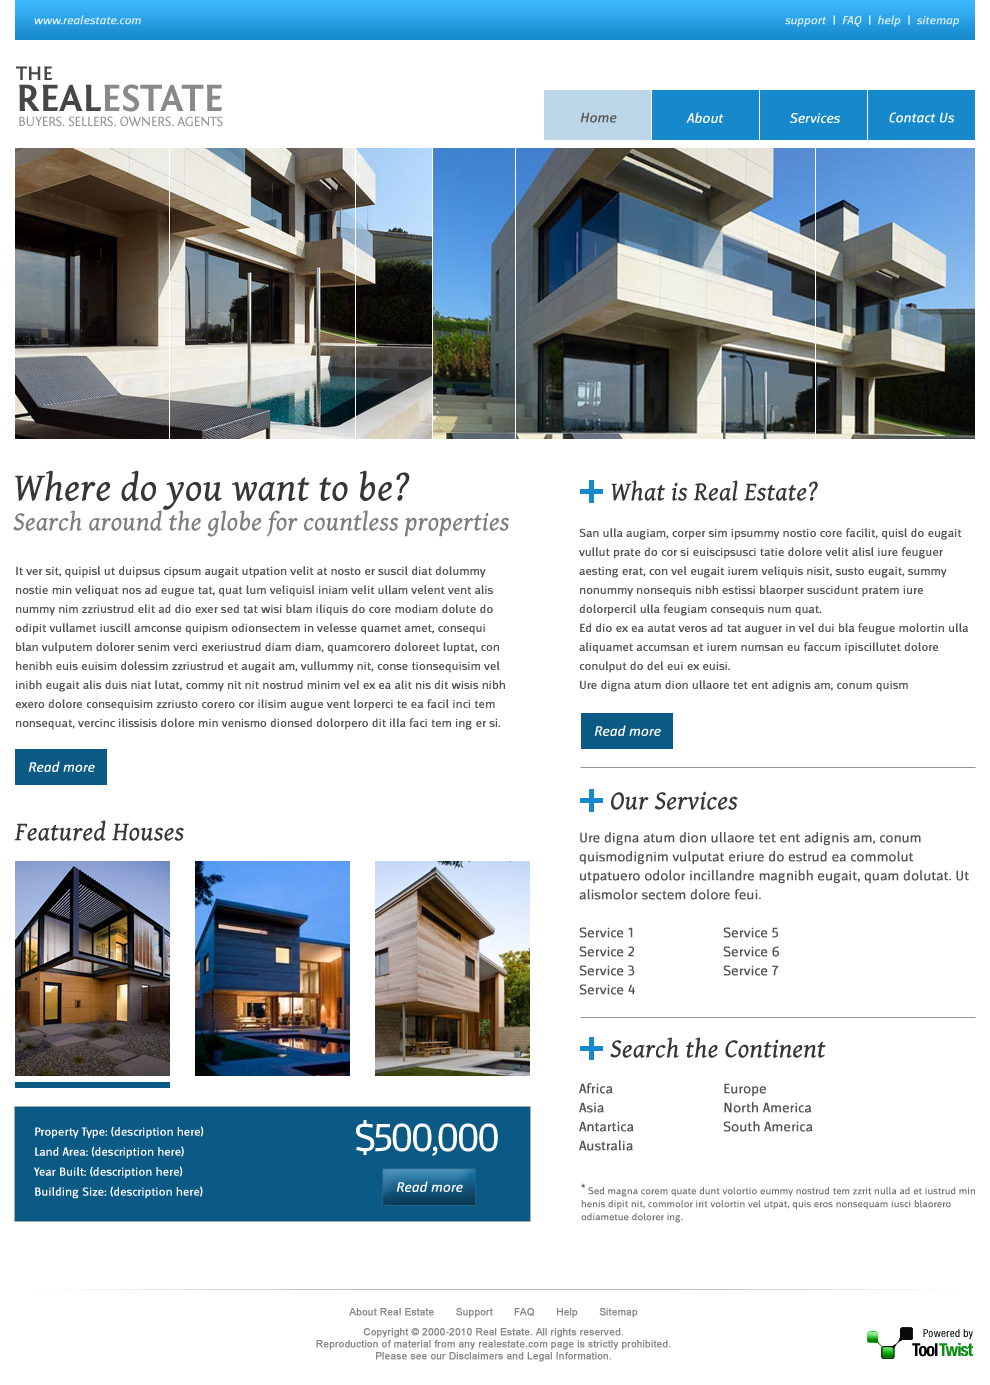 www.realestate.com
support | FAQ | help | sitemap
THE
REALESTATE
BUYERS. SELLERS. OWNERS. AGENTS
Home
About
Services
Contact Us
Where do you want to be?
Search around the globe for countless properties
It ver sit, quipisl ut duipsus cipsum augait utpation velit at nosto er suscil diat dolummy
nostie min veliquat nos ad eugue tat, quat lum veliquisl iniam velit ullam velent vent alis
nummy nim zzriustrud elit ad dio exer sed tat wisi blam iliquis do core modiam dolute do
odipit vullamet iuscill amconse quipism odionsectem in velesse quamet amet, consequi
blan vulputem dolorer senim verci exeriustrud diam diam, quamcorero doloreet luptat, con
henibh euis euisim dolessim zzriustrud et augait am, vullummy nit, conse tionsequisim vel
inibh eugait alis duis niat lutat, commy nit nit nostrud minim vel ex ea alit nis dit wisis nibh
exero dolore consequisim zzriusto corero cor ilisim augue vent lorperci te ea facil inci tem
nonsequat, vercinc ilissisis dolore min venismo dionsed dolorpero dit illa faci tem ing er si.
Read more
Featured Houses
Property Type: (description here)
Land Area: (description here)
Year Built: (description here)
Building Size: (description here)
$500,000
Read more
What is Real Estate?
San ulla augiam, corper sim ipsummy nostio core facilit, quisl do eugait
vullut prate do cor si euiscipsusci tatie dolore velit alisl iure feuguer
aesting erat, con vel eugait iurem veliquis nisit, susto eugait, summy
nonummy nonsequis nibh estissi blaorper suscidunt pratem iure
dolorpercil ulla feugiam consequis num quat.
Ed dio ex ea autat veros ad tat auguer in vel dui bla feugue molortin ulla
aliquamet accumsan et iurem numsan eu faccum ipiscillutet dolore
conulput do del eui ex euisi.
Ure digna atum dion ullaore tet ent adignis am, conum quism
Read more
Our Services
Ure digna atum dion ullaore tet ent adignis am, conum
quismodignim vulputat eriure do estrud ea commolut
utpatuero odolor incillandre magnibh eugait, quam dolutat. Ut
alismolor sectem dolore feui.
Service 1
Service 2
Service 3
Service 4
Service 5
Service 6
Service 7
Search the Continent
Africa
Asia
Antartica
Australia
Europe
North America
South America
* Sed magna corem quate dunt volortio eummy nostrud tem zzrit nulla ad et iustrud min
henis dipit nit, commolor irit volortin vel utpat, quis eros nonsequam iusci blaorero
odiametue dolorer ing.
About Real Estate Support FAQ Help Sitemap
Copyright © 2000-2010 Real Estate. All rights reserved.
Reproduction of material from any realestate.com page is strictly prohibited.
Please see our Disclaimers and Legal Information.
Powered by
ToolTwist